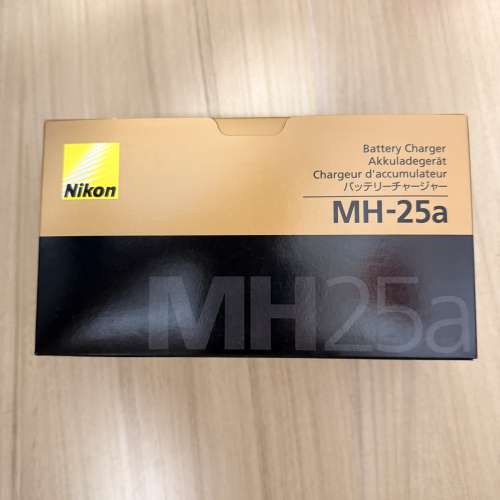 Nikon
Battery Charger
Akkuladegerät
Chargeur d'accumulateur
バッテリーチャージャー
MH-25a
MH25a